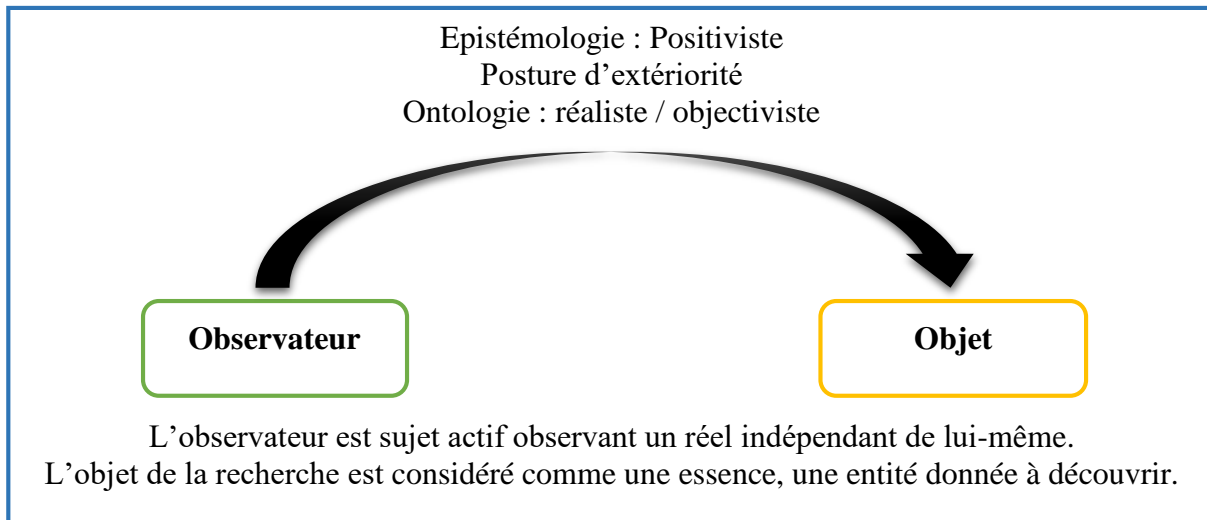 Epistémologie : Positiviste
Posture d’extériorité
Ontologie : réaliste / objectiviste
Observateur
Objet
L’observateur est sujet actif observant un réel indépendant de lui-même.
L’objet de la recherche est considéré comme une essence, une entité donnée à découvrir.